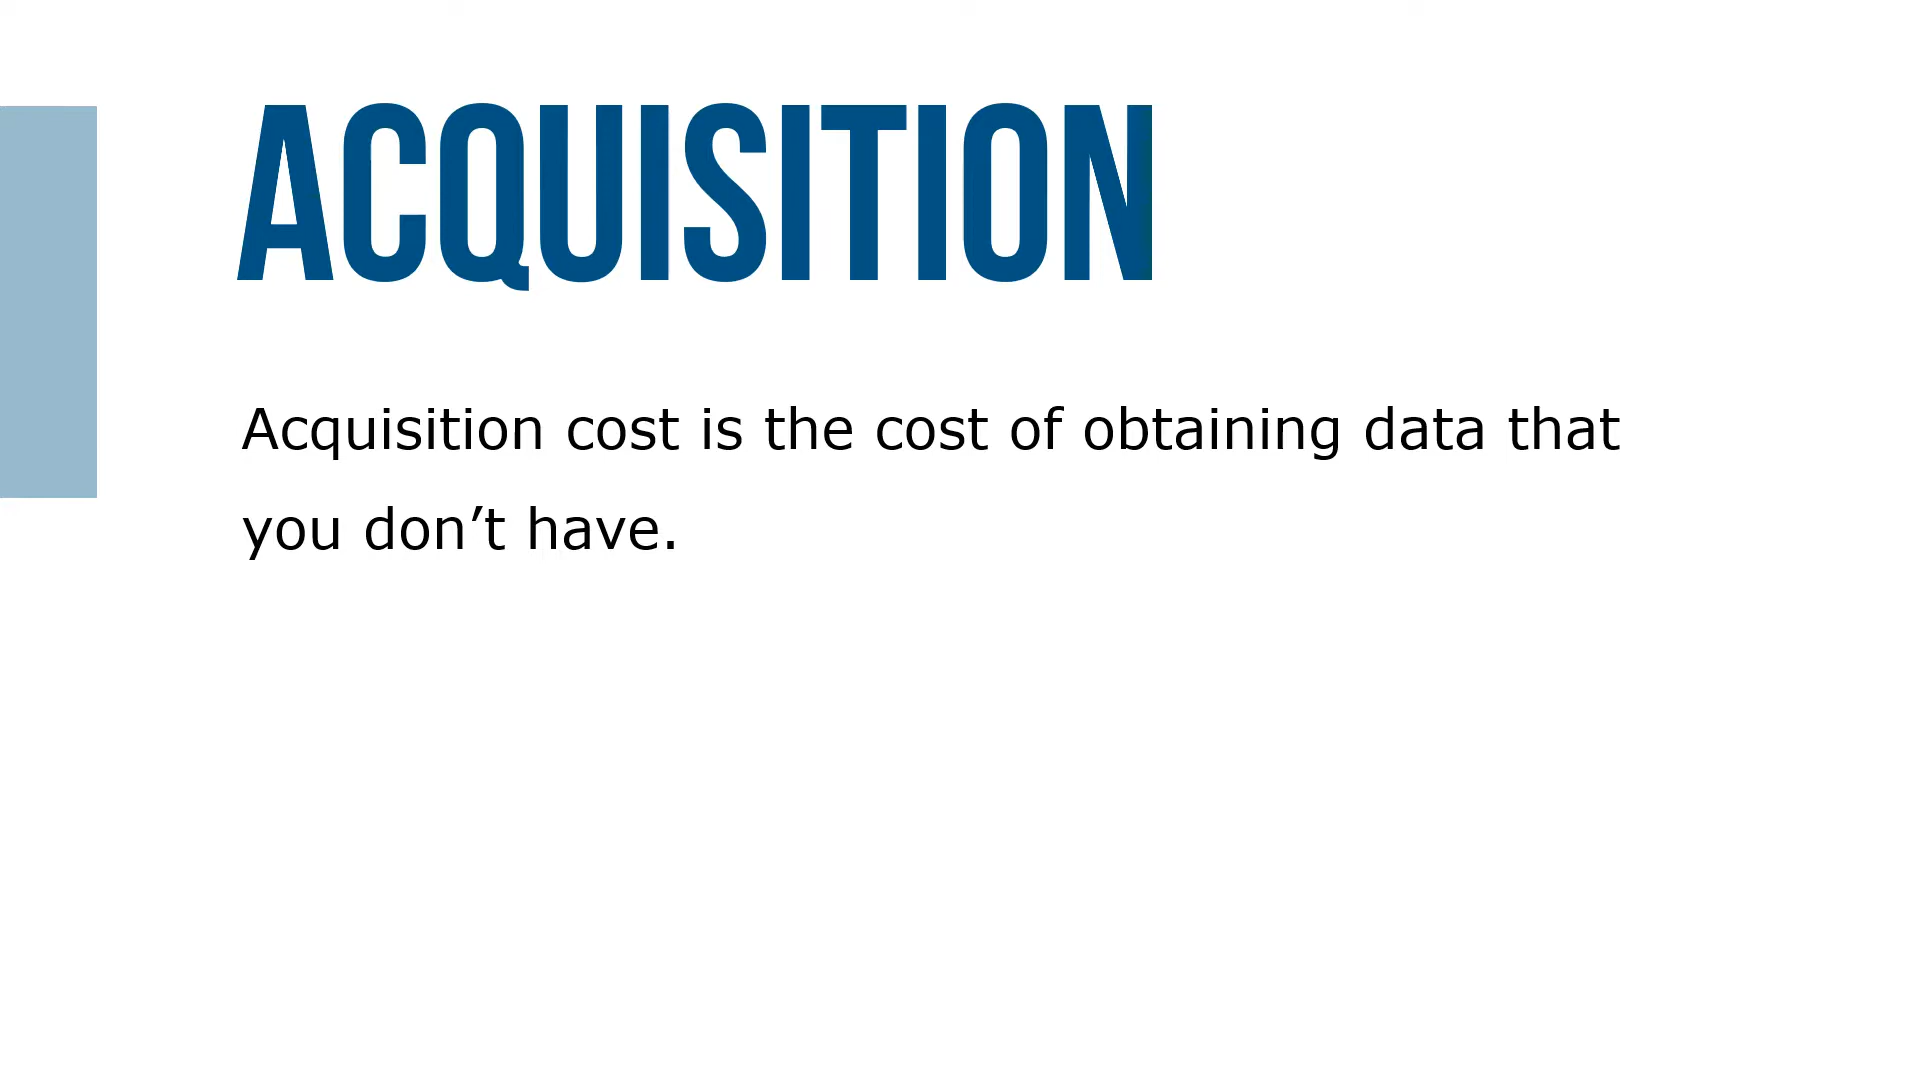 ACQUISITION
Acquisition cost is the cost of obtaining data that
you don’t have.